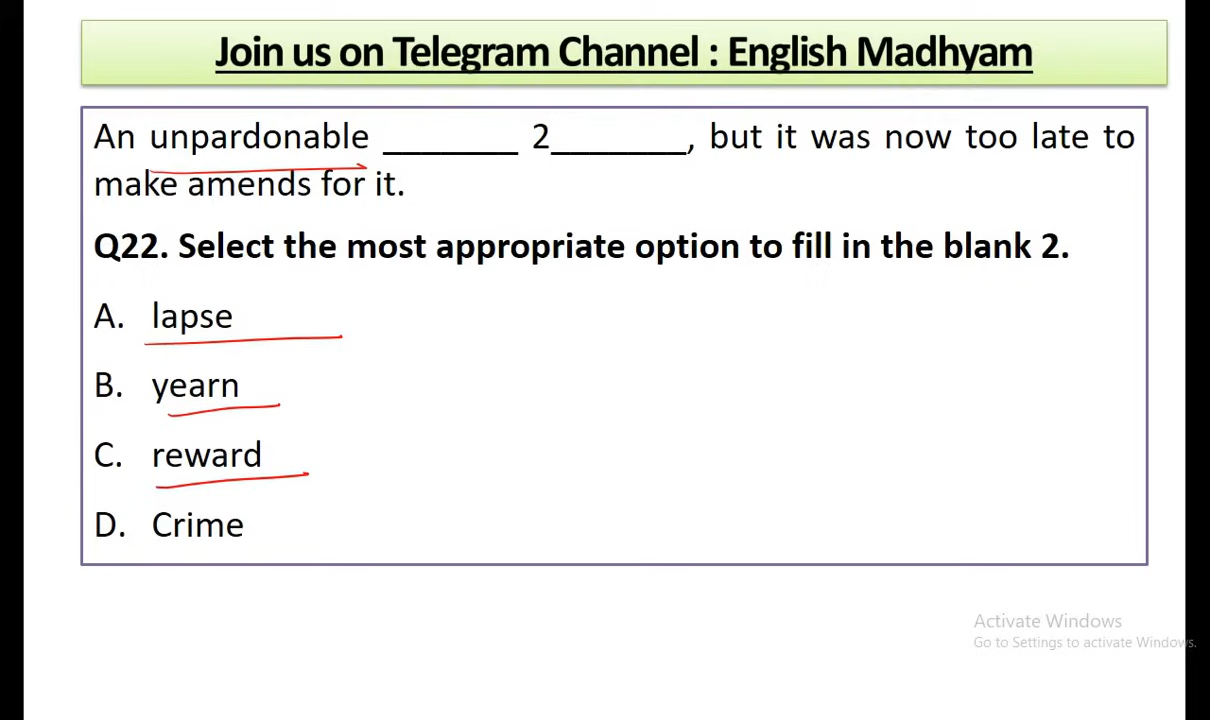 Join us on Telegram Channel : English Madhyam
An unpardonable _______ 2_______, but it was now too late to
make amends for it.
Q22. Select the most appropriate option to fill in the blank 2.
A. lapse
B. yearn
C. reward
D. Crime
Activate Windows
Go to Settings to activate Windows.